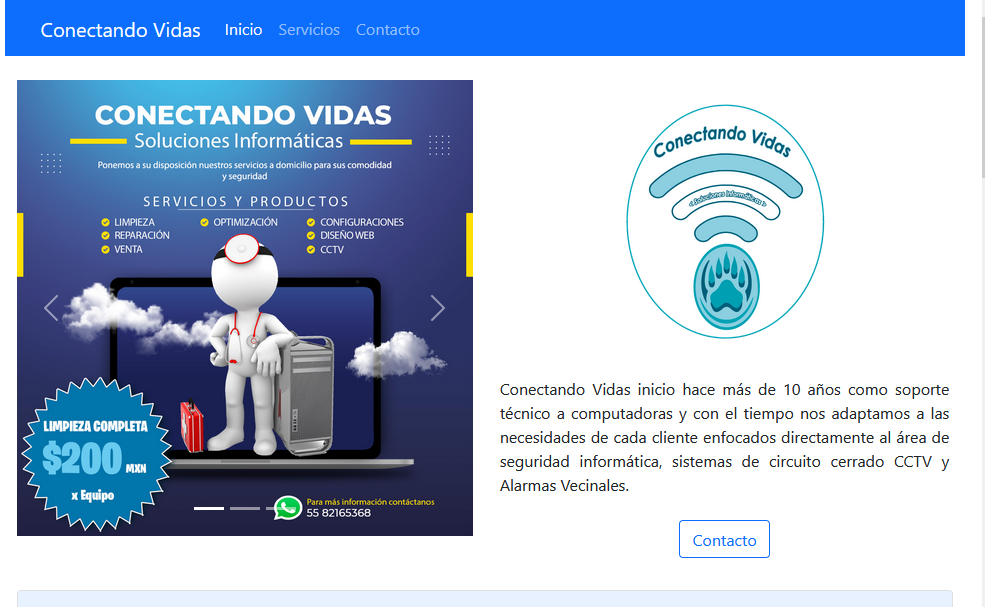 Conectando Vidas Inicio Servicios Contacto
CONECTANDO VIDAS
Soluciones Informáticas
Ponemos a su disposición nuestros servicios a domicilio para sus comodidad
y seguridad
SERVICIOS Y PRODUCTOS
LIMPIEZA OPTIMIZACIÓN CONFIGURACIONES
REPARACIÓN DISEÑO WEB
VENTA CCTV
LIMPIEZA COMPLETA
$200 MXN
x Equipo
Para más información contáctanos
55 82165368
Conectando Vidas
<Soluciones Informáticas>
Conectando Vidas inicio hace más de 10 años como soporte
técnico a computadoras y con el tiempo nos adaptamos a las
necesidades de cada cliente enfocados directamente al área de
seguridad informática, sistemas de circuito cerrado CCTV y
Alarmas Vecinales.
Contacto